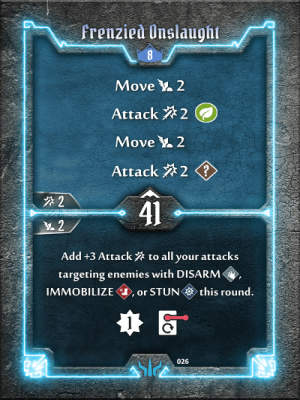 Frenzied Onslaught
8
Move 2
Attack 2
Move 2
Attack 2 ?
2
41
2
Add +3 Attack to all your attacks
targeting enemies with DISARM ,
IMMOBILIZE , or STUN this round.
1
026